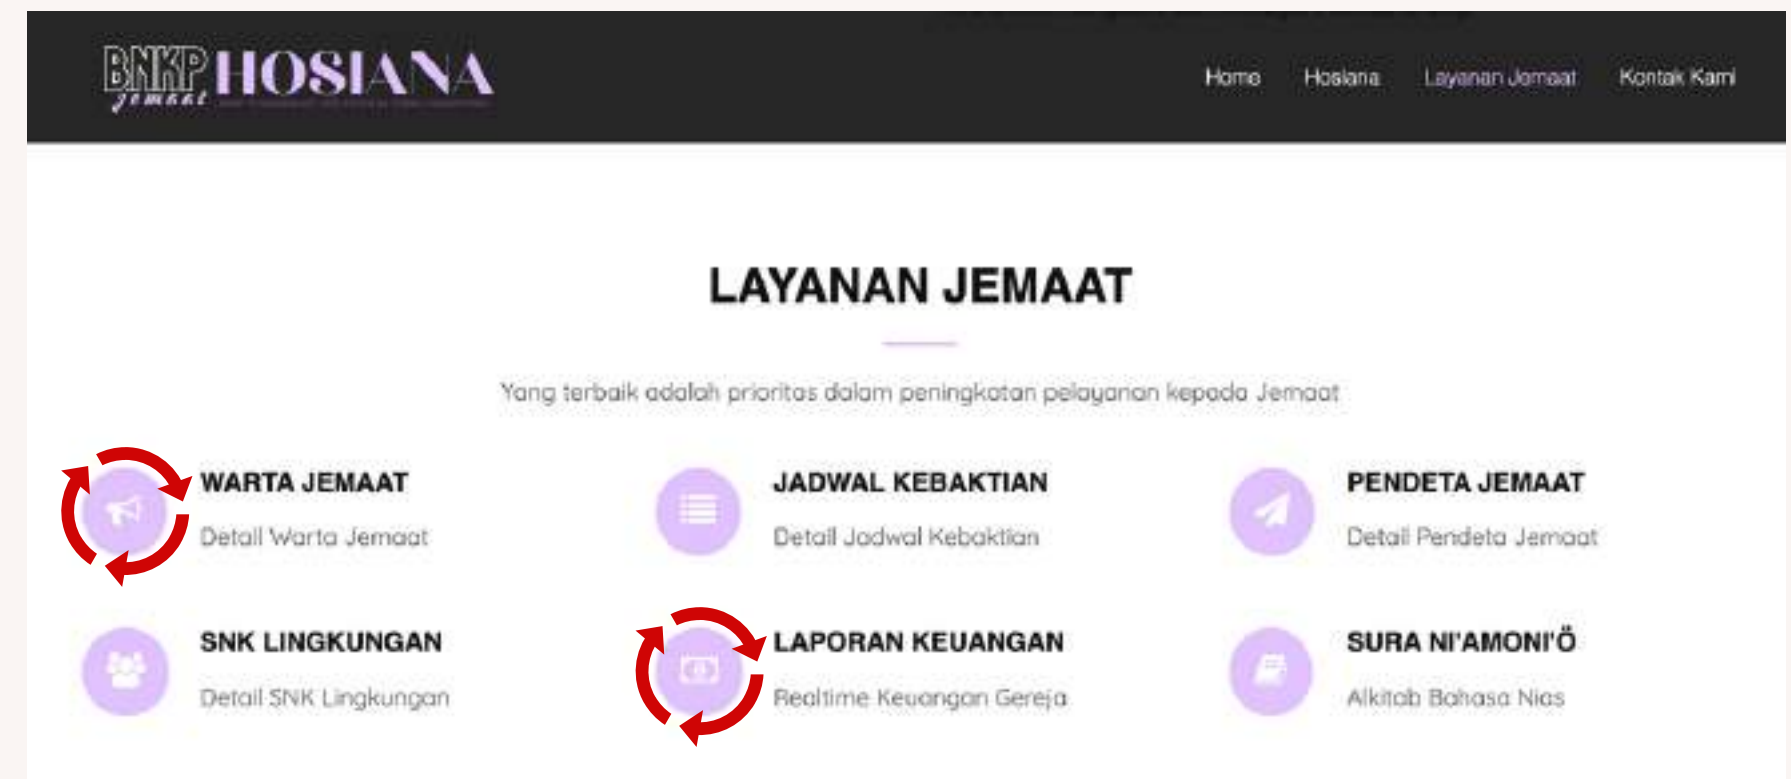 BNKP HOSIANA
jemaat
Home Hosiana Layanan Jemaat Kontak Kami
LAYANAN JEMAAT
Yang terbaik adalah prioritas dalam peningkatan pelayanan kepada Jemaat
WARTA JEMAAT
Detail Warta Jemaat
JADWAL KEBAKTIAN
Detail Jadwal Kebaktian
PENDETA JEMAAT
Detail Pendeta Jemaat
SNK LINGKUNGAN
Detail SNK Lingkungan
LAPORAN KEUANGAN
Realtime Keuangan Gereja
SURA NI'AMONI'Ö
Alkitab Bahasa Nias